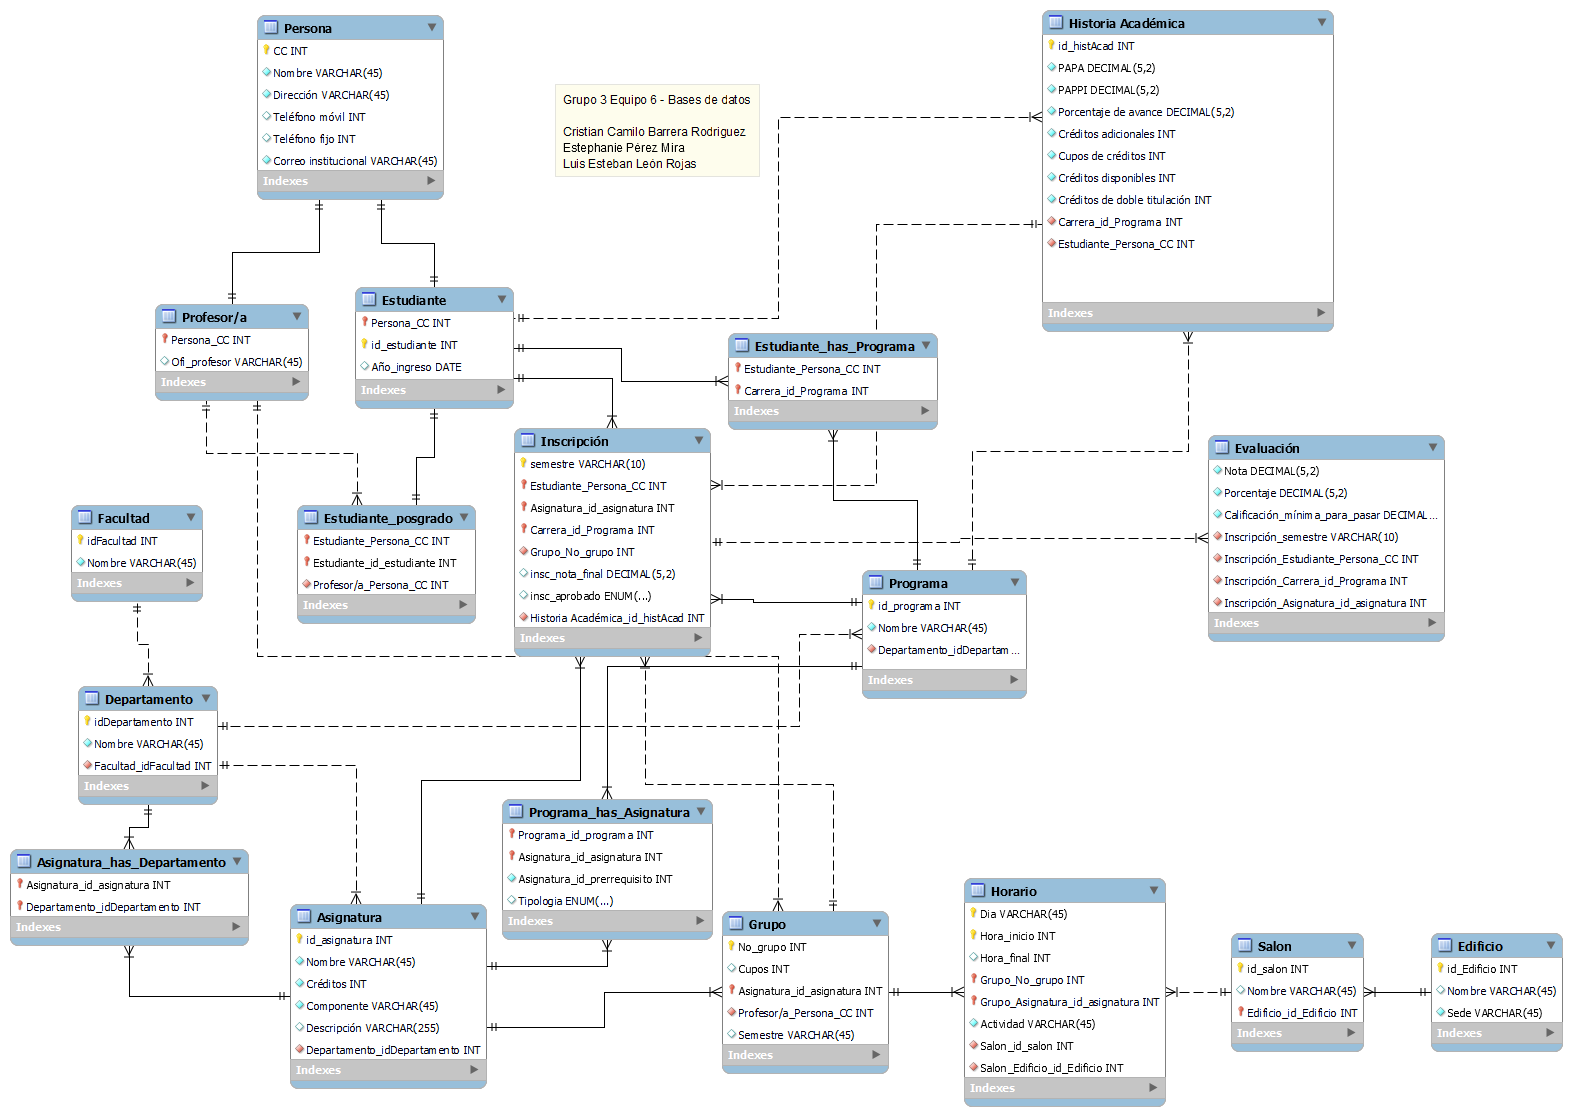 Persona
CC INT
Nombre VARCHAR(45)
Dirección VARCHAR(45)
Teléfono móvil INT
Teléfono fijo INT
Correo institucional VARCHAR(45)
Indexes
Grupo 3 Equipo 6 - Bases de datos
Cristian Camilo Barrera Rodriguez
Estephanie Pérez Mira
Luis Esteban León Rojas
Historia Académica
id_histAcad INT
PAPA DECIMAL(5,2)
PAPPI DECIMAL(5,2)
Porcentaje de avance DECIMAL(5,2)
Créditos adicionales INT
Cupos de créditos INT
Créditos disponibles INT
Créditos de doble titulación INT
Carrera_id_Programa INT
Estudiante_Persona_CC INT
Indexes
Profesor/a
Persona_CC INT
Ofi_profesor VARCHAR(45)
Indexes
Estudiante
Persona_CC INT
id_estudiante INT
Año_ingreso DATE
Indexes
Estudiante_has_Programa
Estudiante_Persona_CC INT
Carrera_id_Programa INT
Indexes
Inscripción
semestre VARCHAR(10)
Estudiante_Persona_CC INT
Asignatura_id_asignatura INT
Carrera_id_Programa INT
Grupo_No_grupo INT
insc_nota_final DECIMAL(5,2)
insc_aprobado ENUM(...)
Historia Académica_id_histAcad INT
Indexes
Evaluación
Nota DECIMAL(5,2)
Porcentaje DECIMAL(5,2)
Calificación_mínima_para_pasar DECIMAL...
Inscripción_semestre VARCHAR(10)
Inscripción_Estudiante_Persona_CC INT
Inscripción_Carrera_id_Programa INT
Inscripción_Asignatura_id_asignatura INT
Indexes
Facultad
idFacultad INT
Nombre VARCHAR(45)
Indexes
Estudiante_posgrado
Estudiante_Persona_CC INT
Estudiante_id_estudiante INT
Profesor/a_Persona_CC INT
Indexes
Programa
id_programa INT
Nombre VARCHAR(45)
Departamento_idDepartam...
Indexes
Departamento
idDepartamento INT
Nombre VARCHAR(45)
Facultad_idFacultad INT
Indexes
Programa_has_Asignatura
Programa_id_programa INT
Asignatura_id_asignatura INT
Asignatura_id_prerrequisito INT
Tipologia ENUM(...)
Indexes
Asignatura_has_Departamento
Asignatura_id_asignatura INT
Departamento_idDepartamento INT
Indexes
Asignatura
id_asignatura INT
Nombre VARCHAR(45)
Créditos INT
Componente VARCHAR(45)
Descripción VARCHAR(255)
Departamento_idDepartamento INT
Indexes
Grupo
No_grupo INT
Cupos INT
Asignatura_id_asignatura INT
Profesor/a_Persona_CC INT
Semestre VARCHAR(45)
Indexes
Horario
Dia VARCHAR(45)
Hora_inicio INT
Hora_final INT
Grupo_No_grupo INT
Grupo_Asignatura_id_asignatura INT
Actividad VARCHAR(45)
Salon_id_salon INT
Salon_Edificio_id_Edificio INT
Indexes
Salon
id_salon INT
Nombre VARCHAR(45)
Edificio_id_Edificio INT
Indexes
Edificio
id_Edificio INT
Nombre VARCHAR(45)
Sede VARCHAR(45)
Indexes